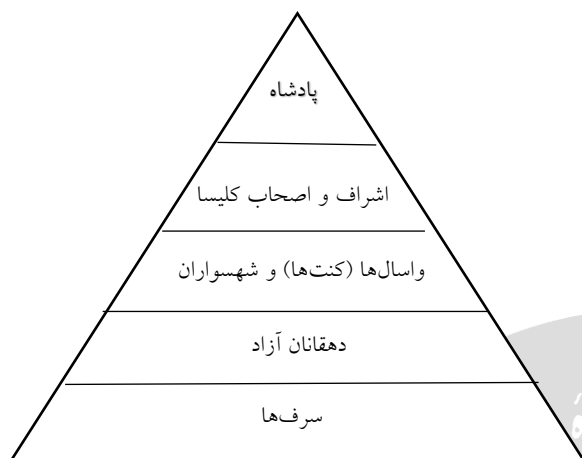 پادشاه
اشراف و اصحاب کلیسا
واسال‌ها (کنت‌ها) و شهسواران
دهقانان آزاد
سرف‌ها